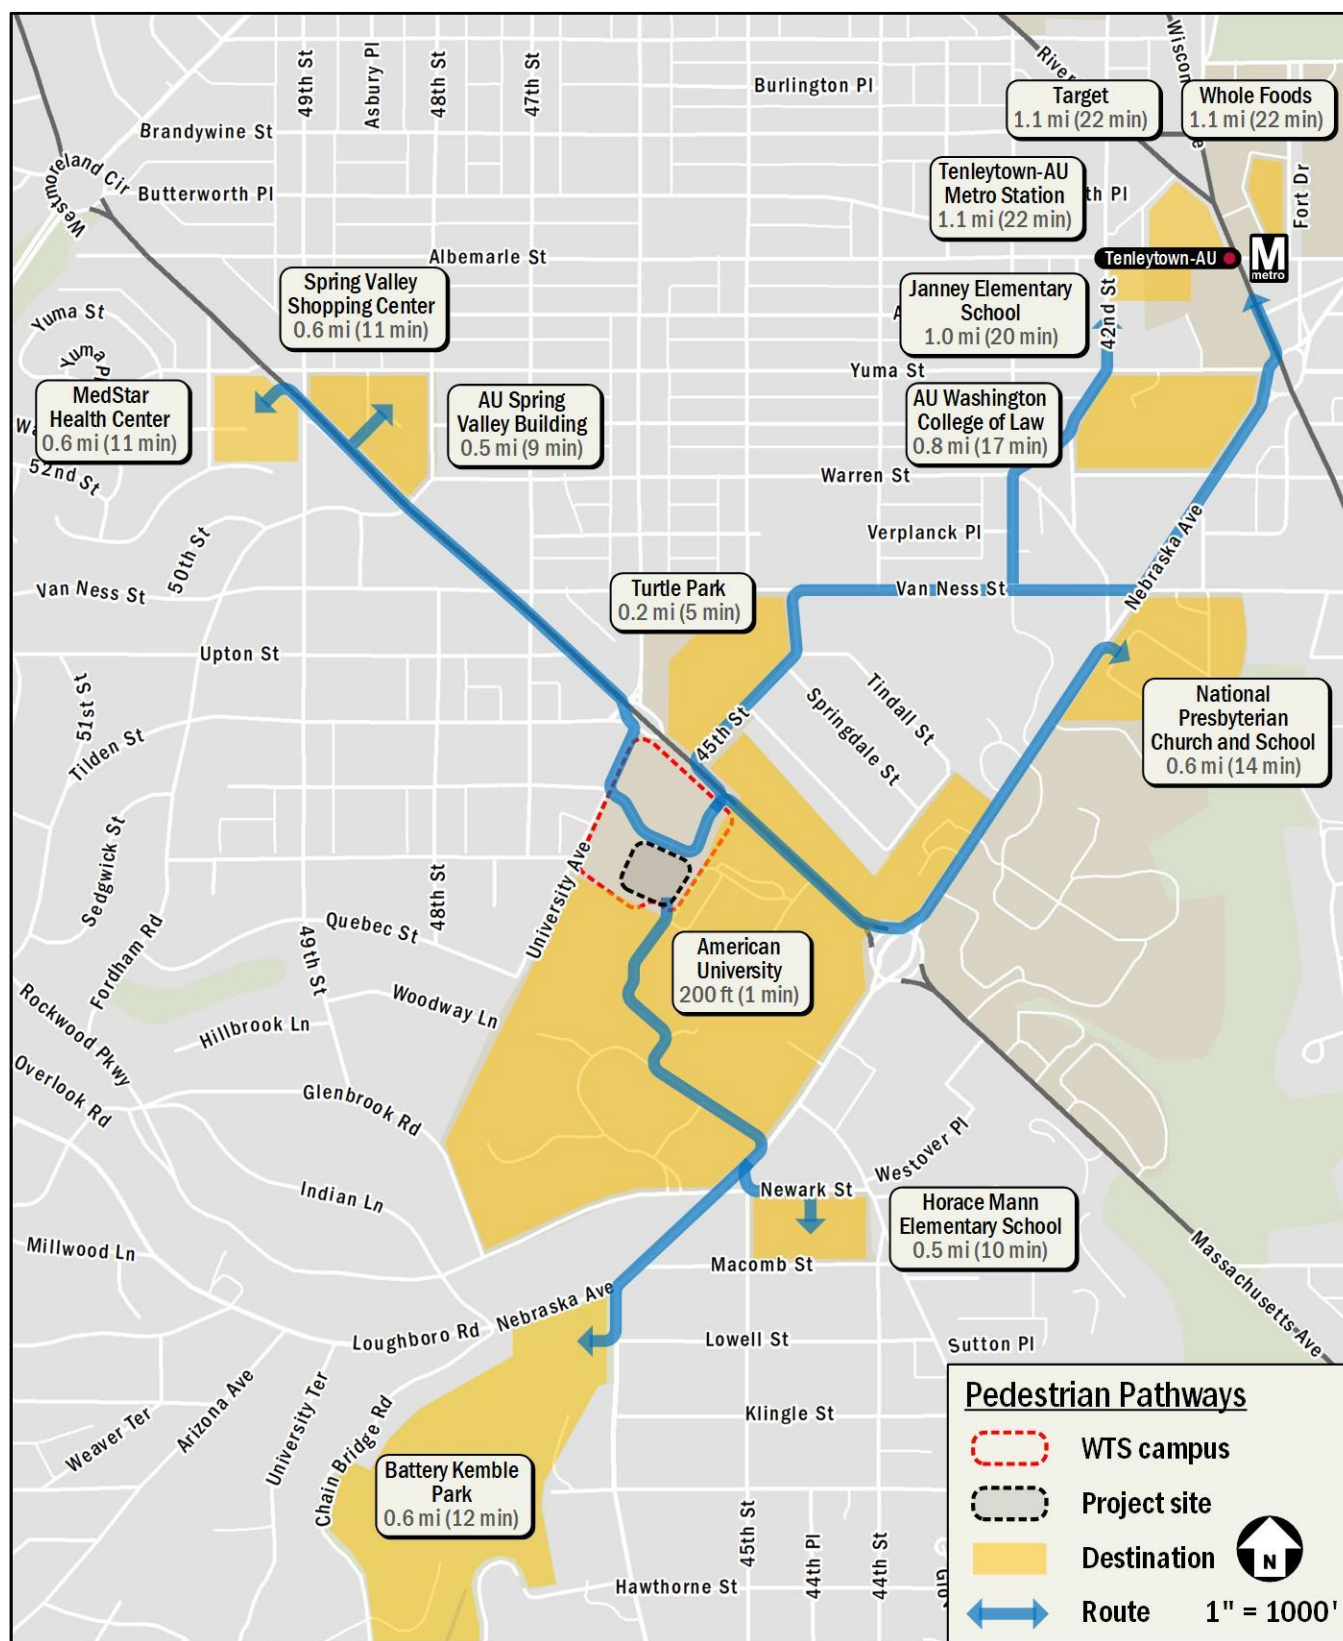 49th St
Asbury Pl
48th St
47th St
Burlington Pl
River
Wiscon
e
Target
1.1 mi (22 min)
Whole Foods
1.1 mi (22 min)
Brandywine St
Westmoreland Cir
Butterworth Pl
Tenleytown-AU
Metro Station
1.1 mi (22 min)
th Pl
Fort Dr
Albemarle St
Tenleytown-AU
M
metro
Spring Valley
Shopping Center
0.6 mi (11 min)
Janney Elementary
School
1.0 mi (20 min)
42nd St
Yuma St
Yuma Pl
Yuma St
MedStar
Health Center
0.6 mi (11 min)
AU Spring
Valley Building
0.5 mi (9 min)
AU Washington
College of Law
0.8 mi (17 min)
Wa
52nd St
Warren St
50th St
Verplanck Pl
Nebraska Ave
Van Ness St
Turtle Park
0.2 mi (5 min)
Van Ness St
Upton St
51st St
Tilden St
45th St
Springdale St
Tindall St
National
Presbyterian
Church and School
0.6 mi (14 min)
Sedgwick St
Fordham Rd
48th St
University Ave
Quebec St
49th St
American
University
200 ft (1 min)
Woodway Ln
Hillbrook Ln
Rockwood Pkwy
Overlook Rd
Glenbrook Rd
Westover Pl
Indian Ln
Newark St
Horace Mann
Elementary School
0.5 mi (10 min)
Millwood Ln
Macomb St
Massachusetts Ave
Loughboro Rd
Nebraska Ave
Lowell St
Sutton Pl
Weaver Ter
Arizona Ave
University Ter
Chain Bridge Rd
Klingle St
Battery Kemble
Park
0.6 mi (12 min)
45th St
44th Pl
44th St
Hawthorne St
Pedestrian Pathways
WTS campus
Project site
Destination
N
Route
1" = 1000'